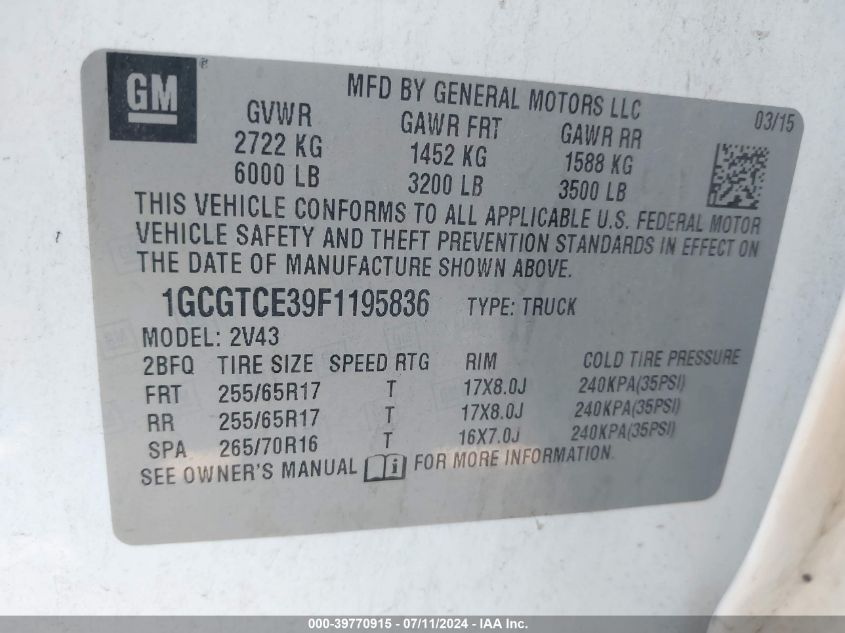 GM ®
MFD BY GENERAL MOTORS LLC
03/15
GVWR GAWR FRT GAWR RR
2722 KG 1452 KG 1588 KG
6000 LB 3200 LB 3500 LB
THIS VEHICLE CONFORMS TO ALL APPLICABLE U.S. FEDERAL MOTOR
VEHICLE SAFETY AND THEFT PREVENTION STANDARDS IN EFFECT ON
THE DATE OF MANUFACTURE SHOWN ABOVE.
1GCGTCE39F1195836 TYPE: TRUCK
MODEL: 2V43
2BFQ TIRE SIZE SPEED RTG RIM COLD TIRE PRESSURE
FRT 255/65R17 T 17X8.0J 240KPA(35PSI)
RR 255/65R17 T 17X8.0J 240KPA(35PSI)
SPA 265/70R16 T 16X7.0J 240KPA(35PSI)
SEE OWNER'S MANUAL i FOR MORE INFORMATION.
000-39770915 - 07/11/2024 - IAA Inc.